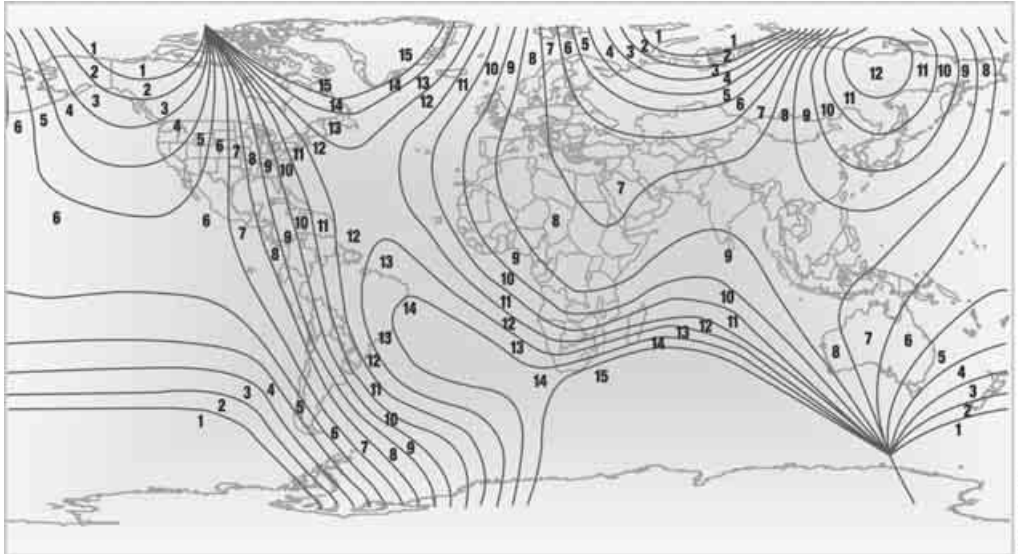 1 1 15 8 7 6 5 4 3 2 1 1
2 2 15 14 13 11 10 9 2 12 11 10 9 8
3 3 14 12 3 4 11
6 5 4 4 13 5 6 10
5 6 7 8 9 10 11 12 7 8 9
6 6 7 8 9 10 11 12 13 8 7
9 10 11 12 13 14 9 10 11 12 13 14
14 13 12 11 10 9 15 8 7 6 5 4 3 2 1
1 2 3 4 5 6 7 8